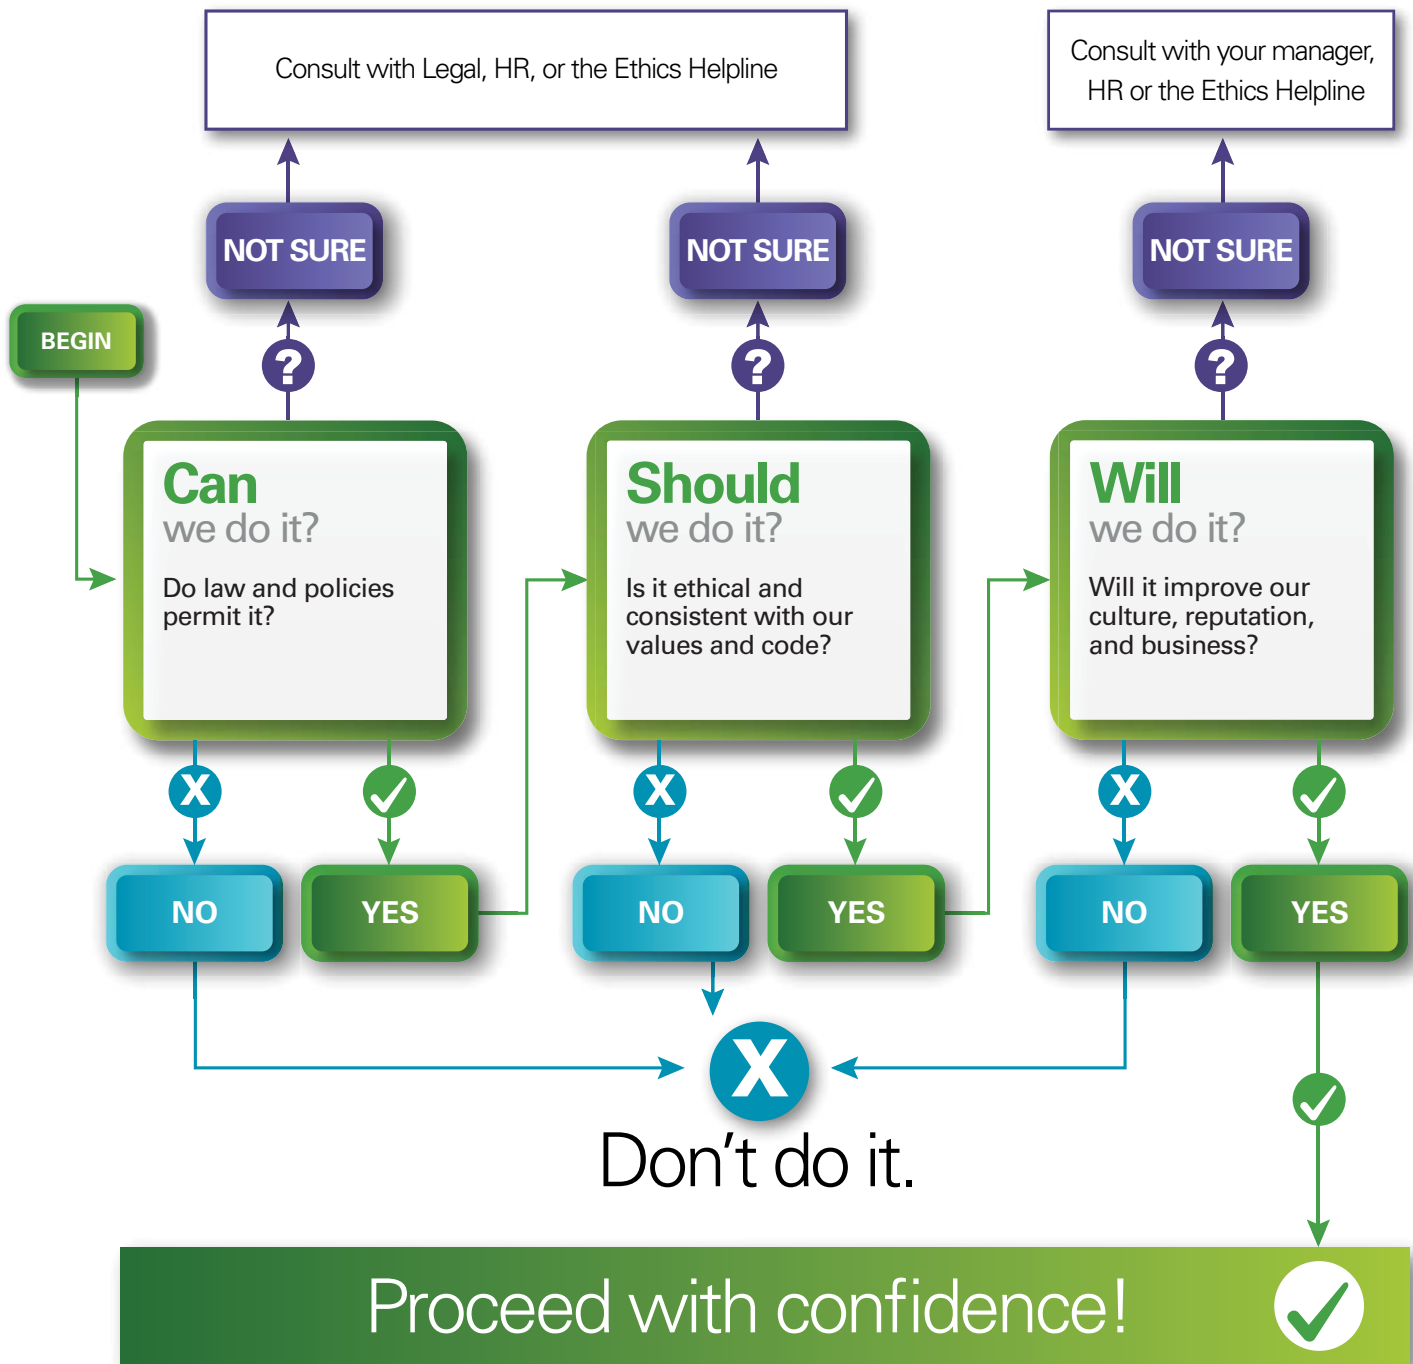 Consult with Legal, HR, or the Ethics Helpline
Consult with your manager,
HR or the Ethics Helpline
NOT SURE
NOT SURE
NOT SURE
BEGIN
?
?
?
Can
we do it?
Do law and policies
permit it?
Should
we do it?
Is it ethical and
consistent with our
values and code?
Will
we do it?
Will it improve our
culture, reputation,
and business?
X
X
X
NO
YES
NO
YES
NO
YES
X
Don't do it.
Proceed with confidence!